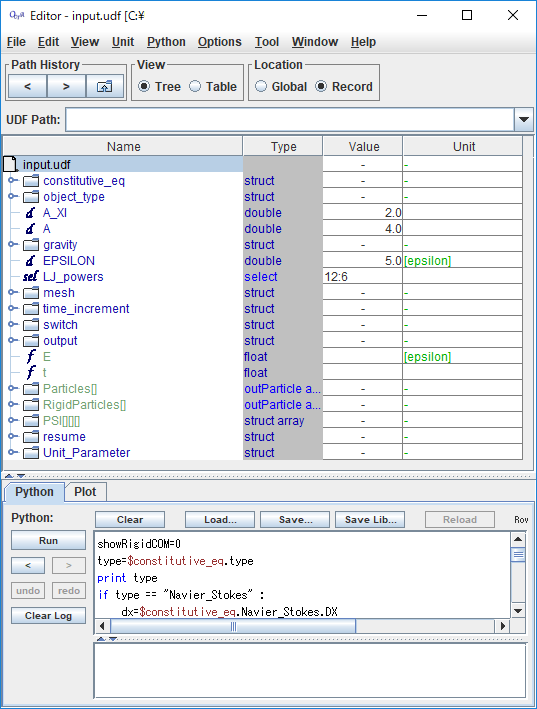 Editor - input.udf [C:¥
File Edit View Unit Python Options Tool Window Help
Path History View Location
< > Tree Table Global Record
UDF Path:
Name Type Value Unit
input.udf - -
constitutive_eq struct - -
object_type struct - -
d A_XI double 2.0
d A double 4.0
gravity struct - -
d EPSILON double 5.0 [epsilon]
sel LJ_powers select 12:6
mesh struct - -
time_increment struct - -
switch struct - -
output struct - -
f E float [epsilon]
f t float
Particles[] outParticle a... - -
RigidParticles[] outParticle a... - -
PSI[][][] struct array - -
resume struct - -
Unit_Parameter struct - -
Python Plot
Python: Clear Load... Save... Save Lib... Reload Row
Run
< >
undo redo
Clear Log
showRigidCOM=0
type=$constitutive_eq.type
print type
if type == "Navier_Stokes" :
dx=$constitutive_eq.Navier_Stokes.DX